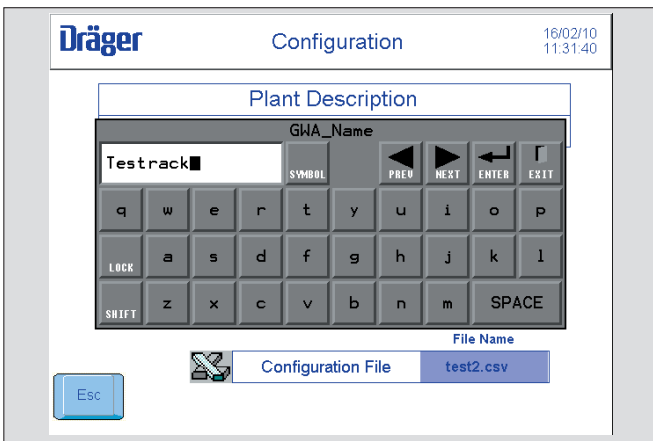 Dräger
Configuration
16/02/10
11:31:40
Plant Description
GWA_Name
Testrack
SYMBOL
PREV
NEXT
ENTER
EXIT
q w e r t y u i o p
LOCK a s d f g h j k l
SHIFT z x c v b n m SPACE
File Name
Configuration File
test2.csv
Esc